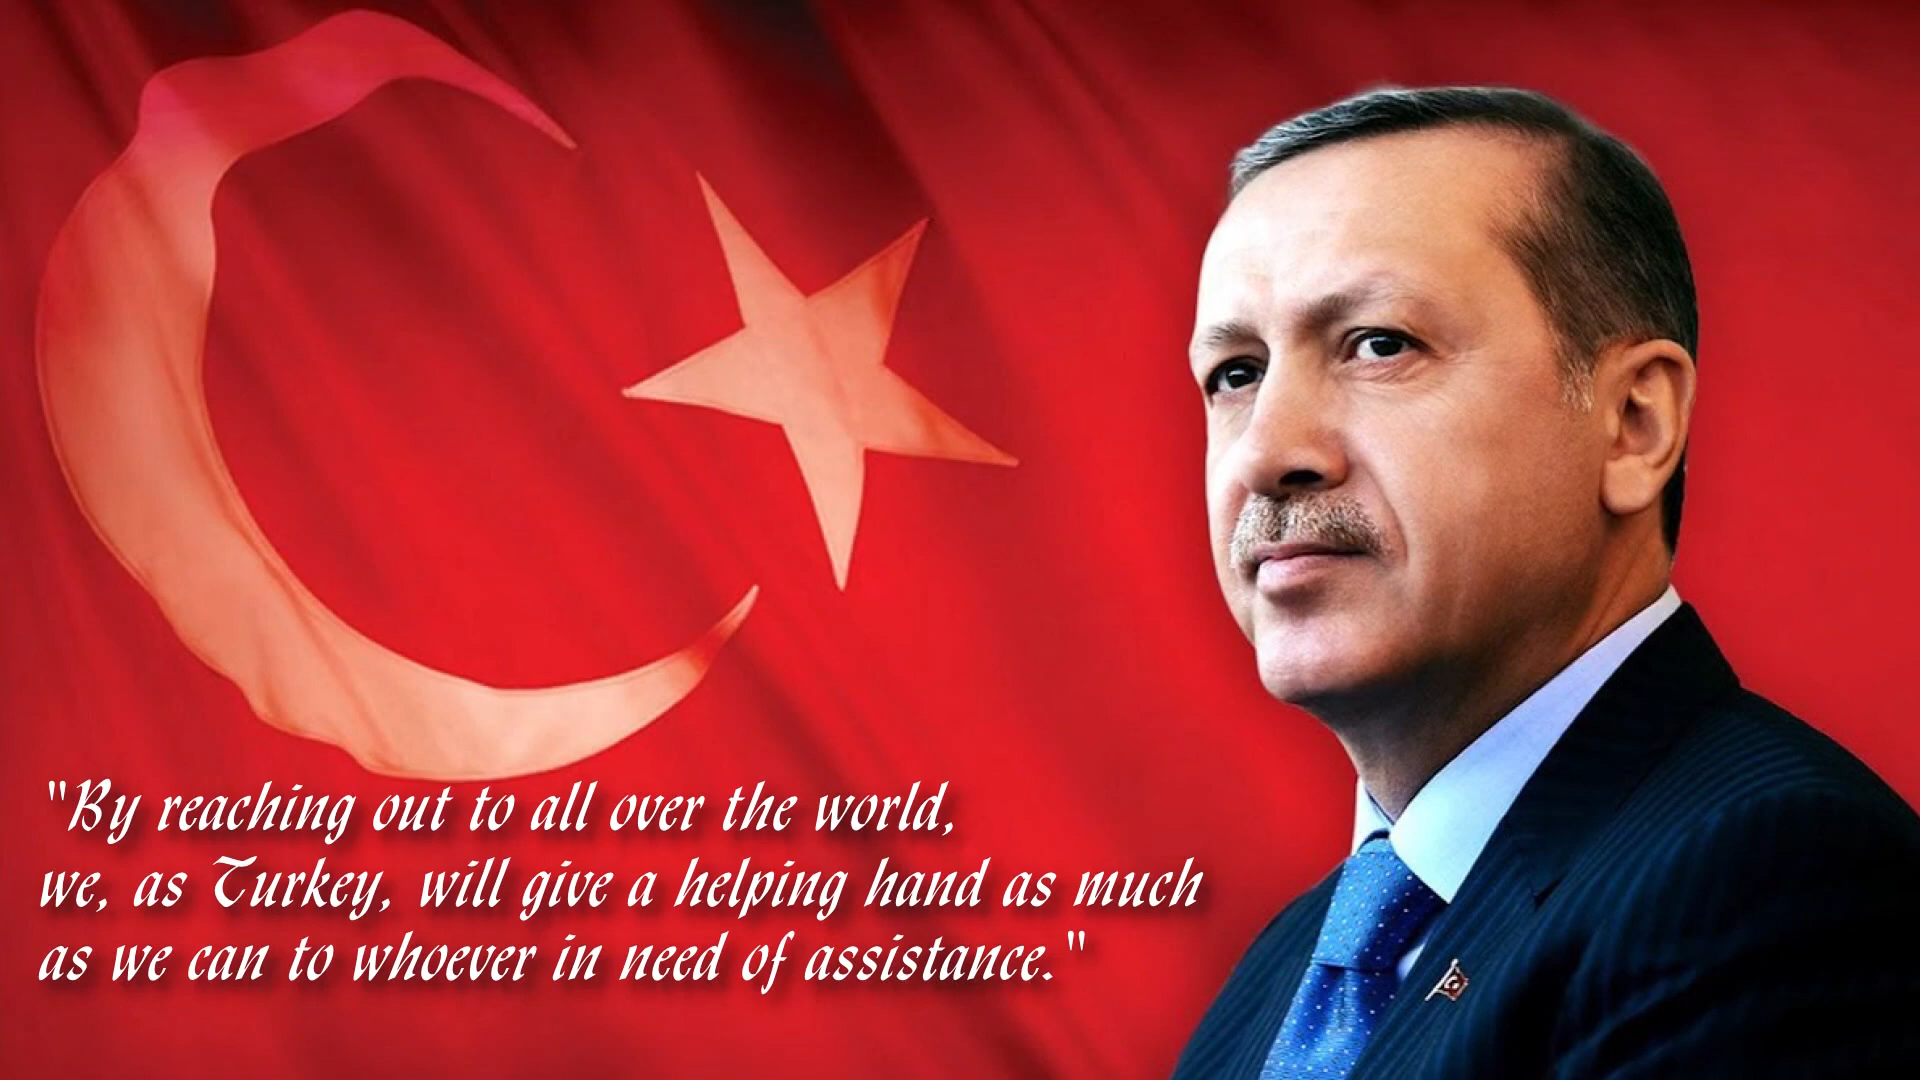 "By reaching out to all over the world,
we, as Turkey, will give a helping hand as much
as we can to whoever in need of assistance."